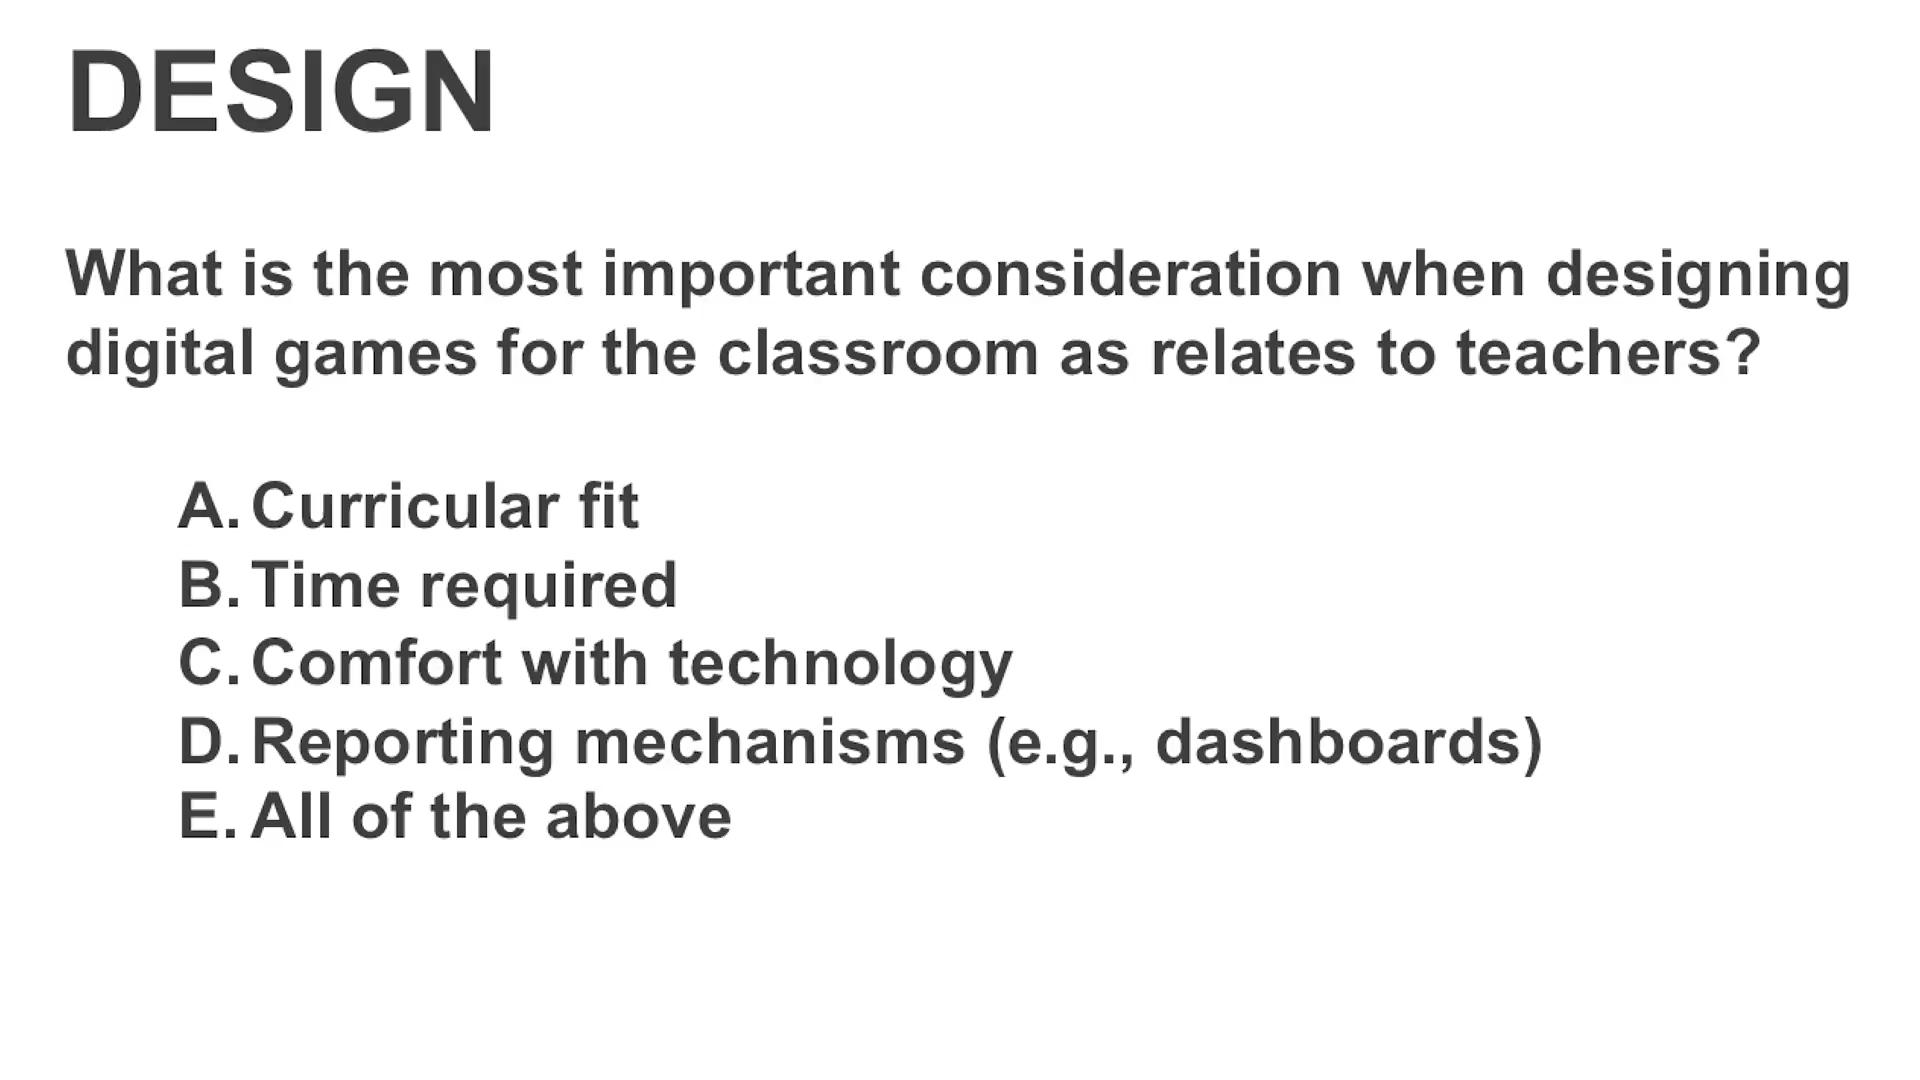 DESIGN
What is the most important consideration when designing
digital games for the classroom as relates to teachers?
A. Curricular fit
B. Time required
C. Comfort with technology
D. Reporting mechanisms (e.g., dashboards)
E. All of the above